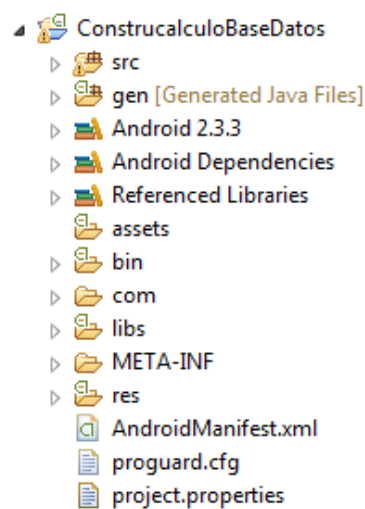 ConstrucalculoBaseDatos
src
gen [Generated Java Files]
Android 2.3.3
Android Dependencies
Referenced Libraries
assets
bin
com
libs
META-INF
res
AndroidManifest.xml
proguard.cfg
project.properties